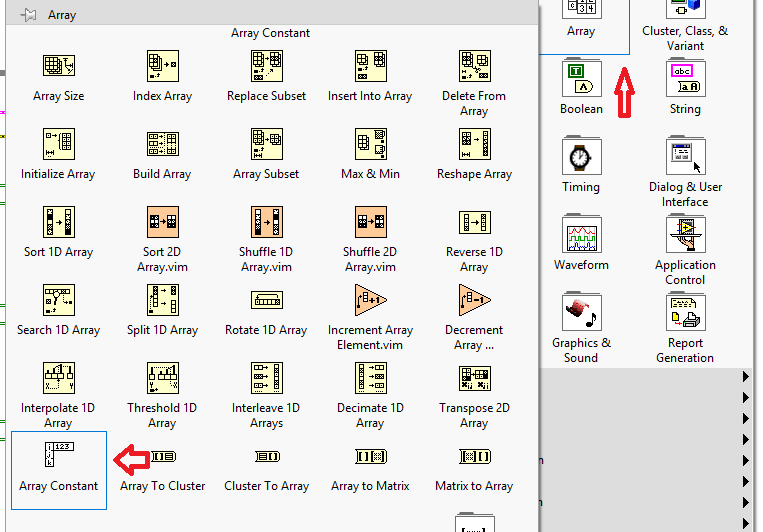 Array
Array Constant
Array Size
Index Array
Replace Subset
Insert Into Array
Delete From
Array
Initialize Array
Build Array
Array Subset
Max & Min
Reshape Array
Sort 1D Array
Sort 2D
Array.vim
Shuffle 1D
Array.vim
Shuffle 2D
Array.vim
Reverse 1D
Array
Search 1D Array
Split 1D Array
Rotate 1D Array
+1
Increment Array
Element.vim
-1
Decrement
Array ...
Interpolate 1D
Array
Threshold 1D
Array
Interleave 1D
Arrays
Decimate 1D
Array
Transpose 2D
Array
i 123
j
k
Array Constant
Array To Cluster
Cluster To Array
Array to Matrix
Matrix to Array
Array
Cluster, Class, &
Variant
T
Boolean
abc
aA
String
Timing
Dialog & User
Interface
Waveform
Application
Control
Graphics &
Sound
Report
Generation